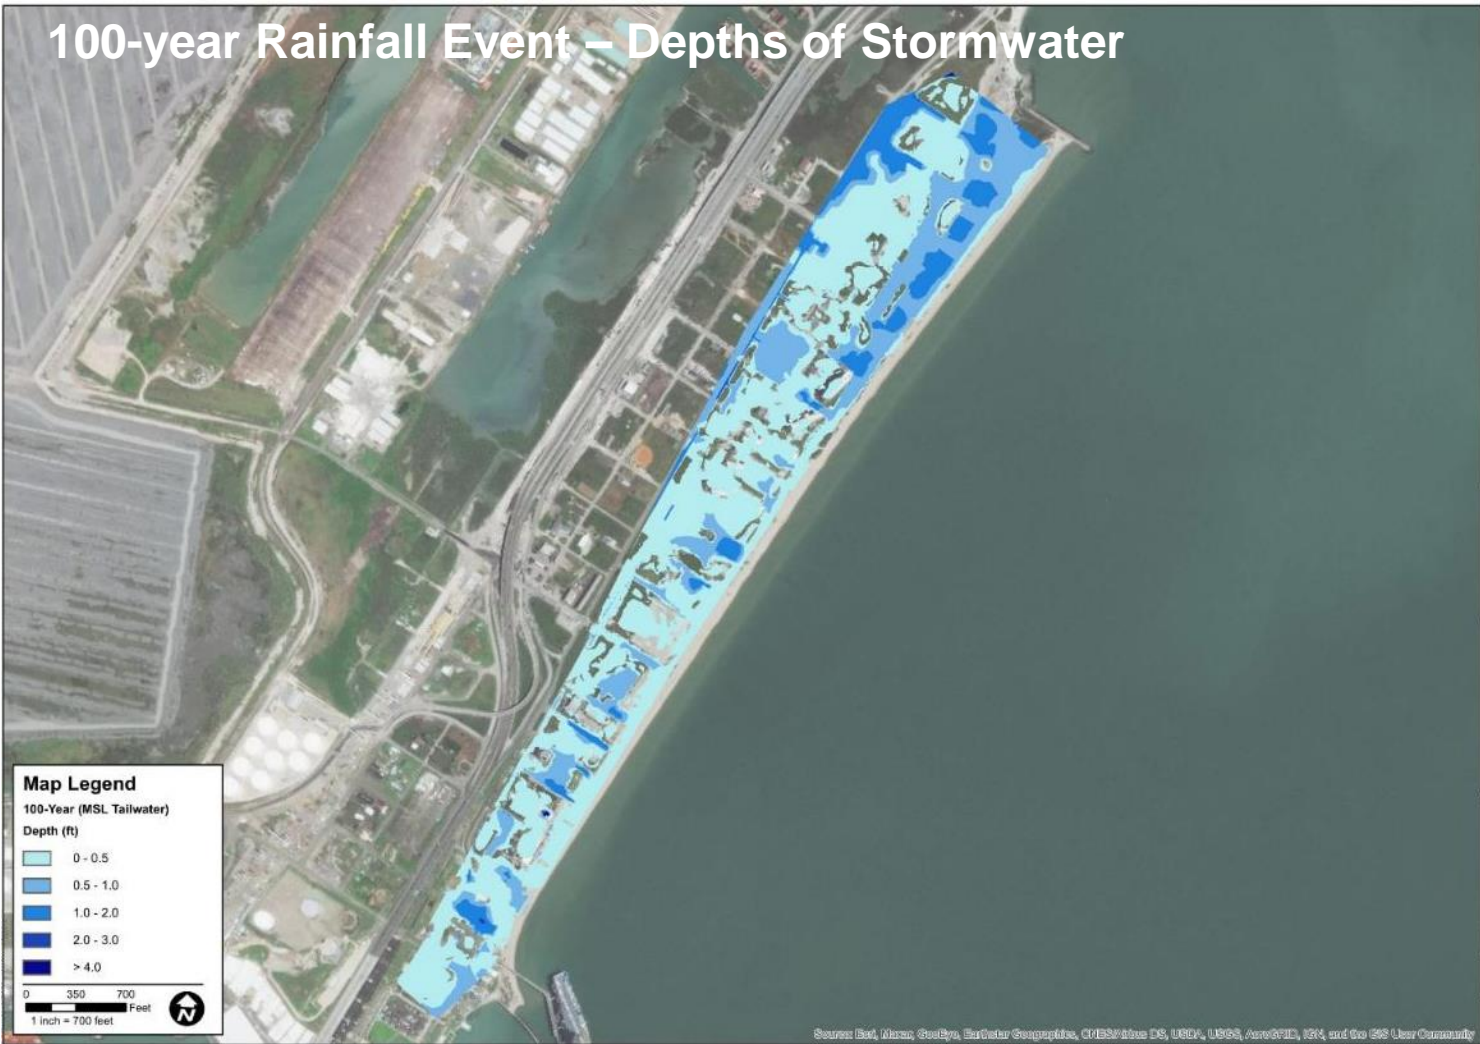 100-year Rainfall Event – Depths of Stormwater
Map Legend
100-Year (MSL Tailwater)
Depth (ft)
0 - 0.5
0.5 - 1.0
1.0 - 2.0
2.0 - 3.0
> 4.0
0 350 700
Feet
1 inch = 700 feet
N
Source: Esri, Maxar, GeoEye, Earthstar Geographics, CNES/Airbus DS, USDA, USGS, AeroGRID, IGN, and the GIS User Community